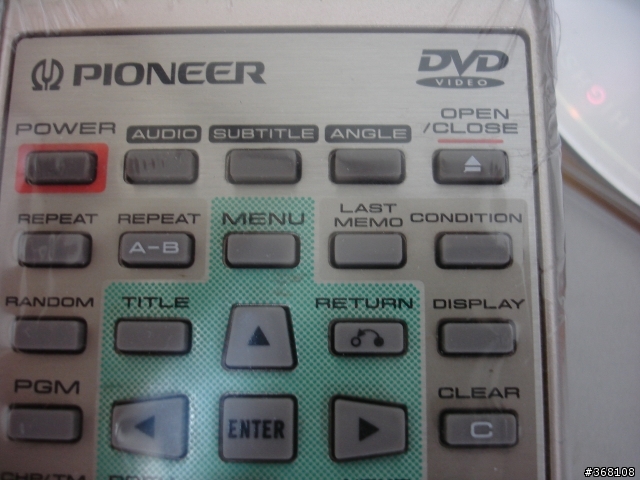 PIONEER DVD
VIDEO
POWER AUDIO SUBTITLE ANGLE OPEN
/CLOSE
REPEAT REPEAT MENU LAST
MEMO CONDITION
A-B
RANDOM TITLE RETURN DISPLAY
PGM CLEAR
ENTER C
#368108